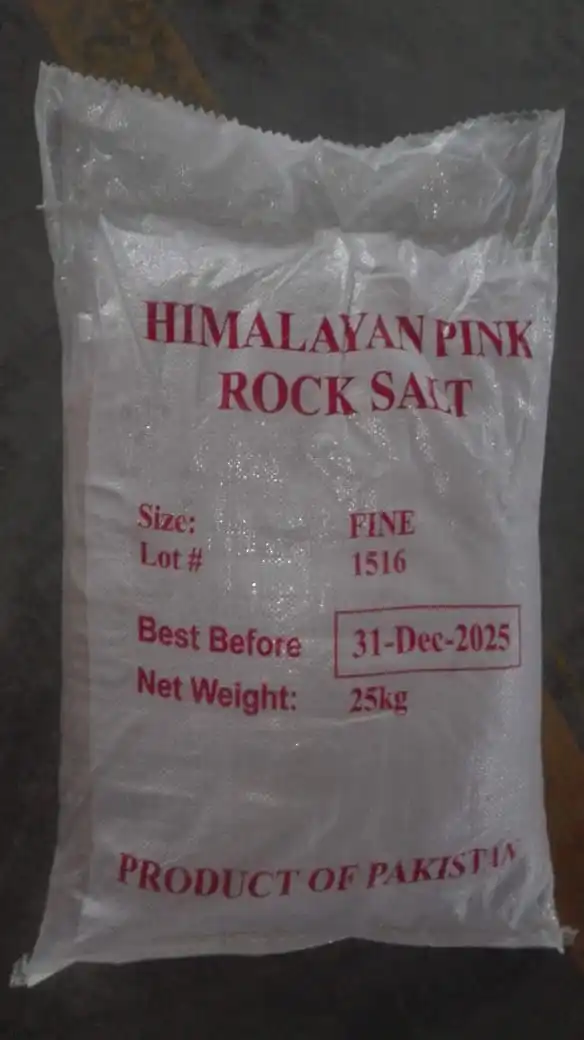 HIMALAYAN PINK
ROCK SALT
Size: FINE
Lot # 1516
Best Before 31-Dec-2025
Net Weight: 25kg
PRODUCT OF PAKISTAN